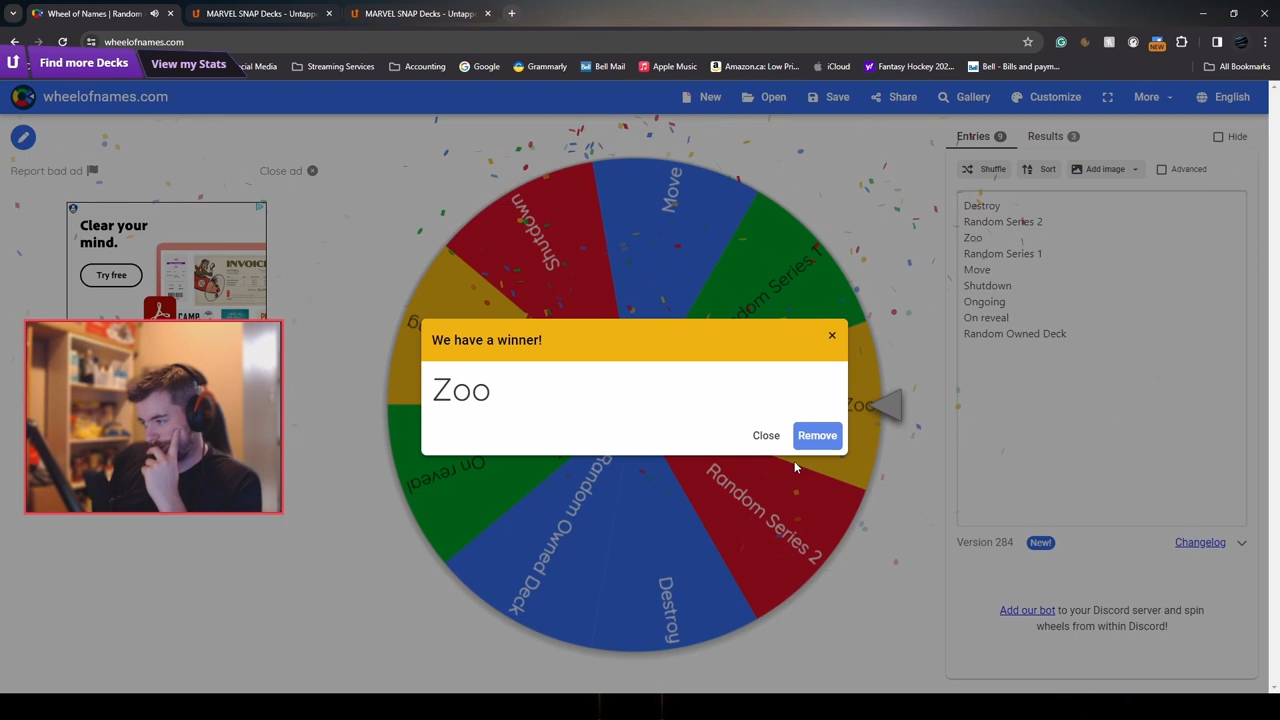 Wheel of Names | Random
MARVEL SNAP Decks - Untapp
MARVEL SNAP Decks - Untapp
wheelofnames.com
NEW
Find more Decks
View my Stats
cial Media
Streaming Services
Accounting
Google
Grammarly
Bell Mail
Apple Music
Amazon.ca: Low Pri...
iCloud
Fantasy Hockey 202...
Bell - Bills and paym...
All Bookmarks
wheelofnames.com
New
Open
Save
Share
Gallery
Customize
More
English
Report bad ad
Close ad
Clear your
mind.
Try free
INVOICE
CAMP
Shutdown
Move
Random Series 1
Zoo
Random Series 2
Destroy
Random Owned Deck
On reveal
We have a winner!
Zoo
Close
Remove
Entries 9
Results 3
Hide
Shuffle
Sort
Add image
Advanced
Destroy
Random Series 2
Zoo
Random Series 1
Move
Shutdown
Ongoing
On reveal
Random Owned Deck
Version 284
New!
Changelog
Add our bot to your Discord server and spin
wheels from within Discord!